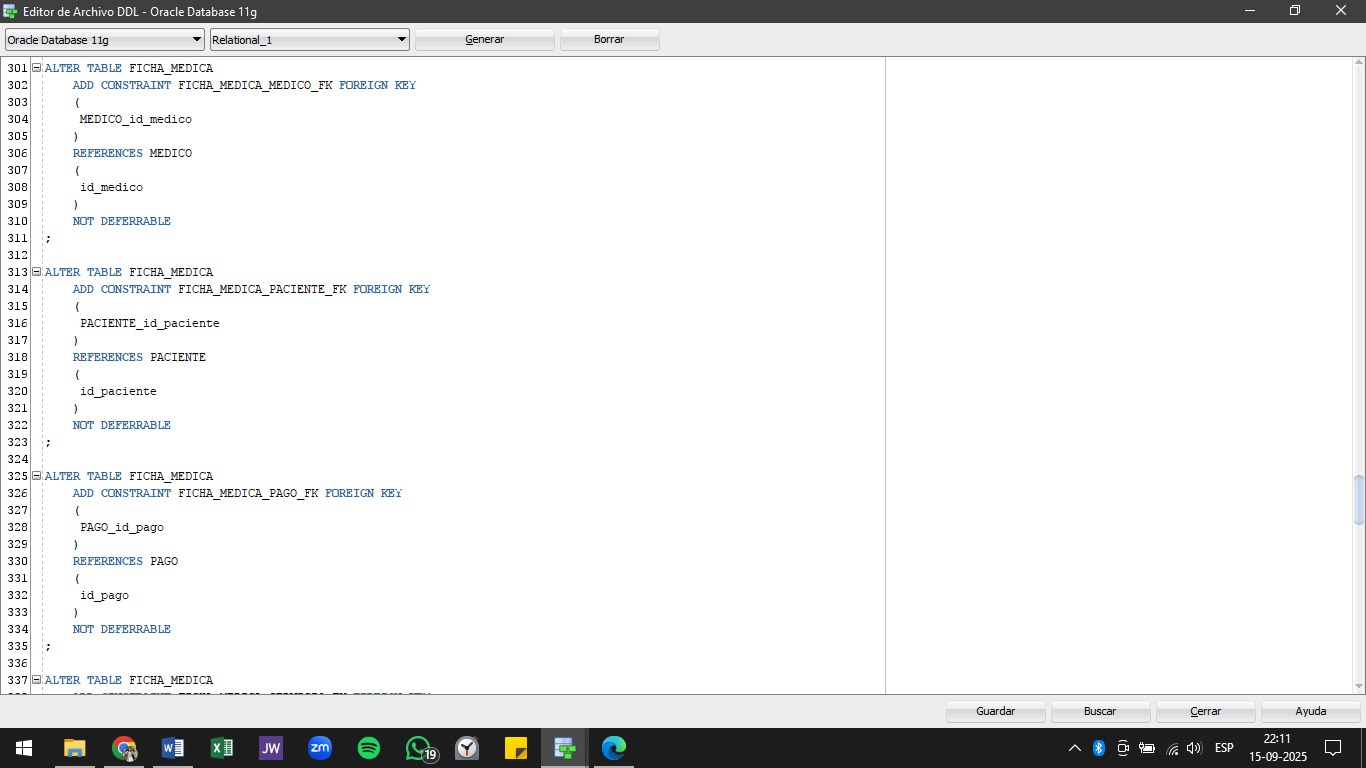 Editor de Archivo DDL - Oracle Database 11g
Oracle Database 11g Relational_1 Generar Borrar
301 ALTER TABLE FICHA_MEDICA
302 ADD CONSTRAINT FICHA_MEDICA_MEDICO_FK FOREIGN KEY
303 (
304 MEDICO_id_medico
305 )
306 REFERENCES MEDICO
307 (
308 id_medico
309 )
310 NOT DEFERRABLE
311 ;
312
313 ALTER TABLE FICHA_MEDICA
314 ADD CONSTRAINT FICHA_MEDICA_PACIENTE_FK FOREIGN KEY
315 (
316 PACIENTE_id_paciente
317 )
318 REFERENCES PACIENTE
319 (
320 id_paciente
321 )
322 NOT DEFERRABLE
323 ;
324
325 ALTER TABLE FICHA_MEDICA
326 ADD CONSTRAINT FICHA_MEDICA_PAGO_FK FOREIGN KEY
327 (
328 PAGO_id_pago
329 )
330 REFERENCES PAGO
331 (
332 id_pago
333 )
334 NOT DEFERRABLE
335 ;
336
337 ALTER TABLE FICHA_MEDICA
Guardar Buscar Cerrar Ayuda
JW zm 19 ESP 22:11
15-09-2025